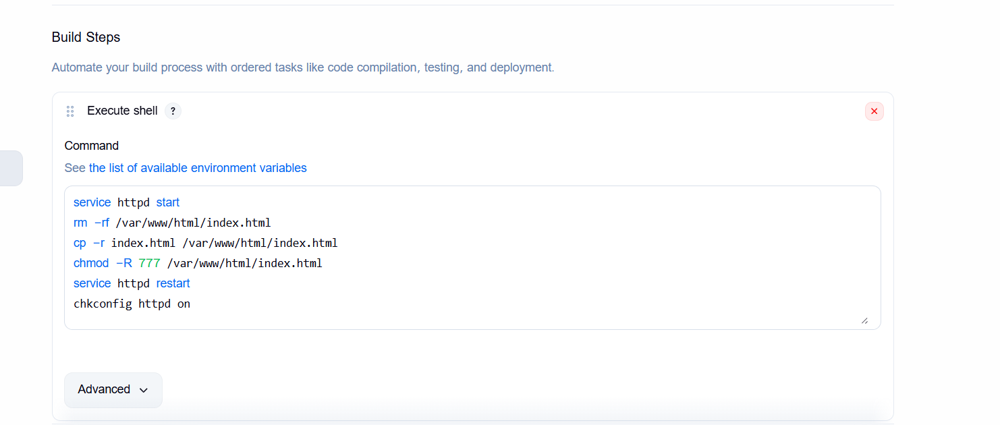 Build Steps
Automate your build process with ordered tasks like code compilation, testing, and deployment.
Execute shell ?
Command
See the list of available environment variables
service httpd start
rm -rf /var/www/html/index.html
cp -r index.html /var/www/html/index.html
chmod -R 777 /var/www/html/index.html
service httpd restart
chkconfig httpd on
Advanced